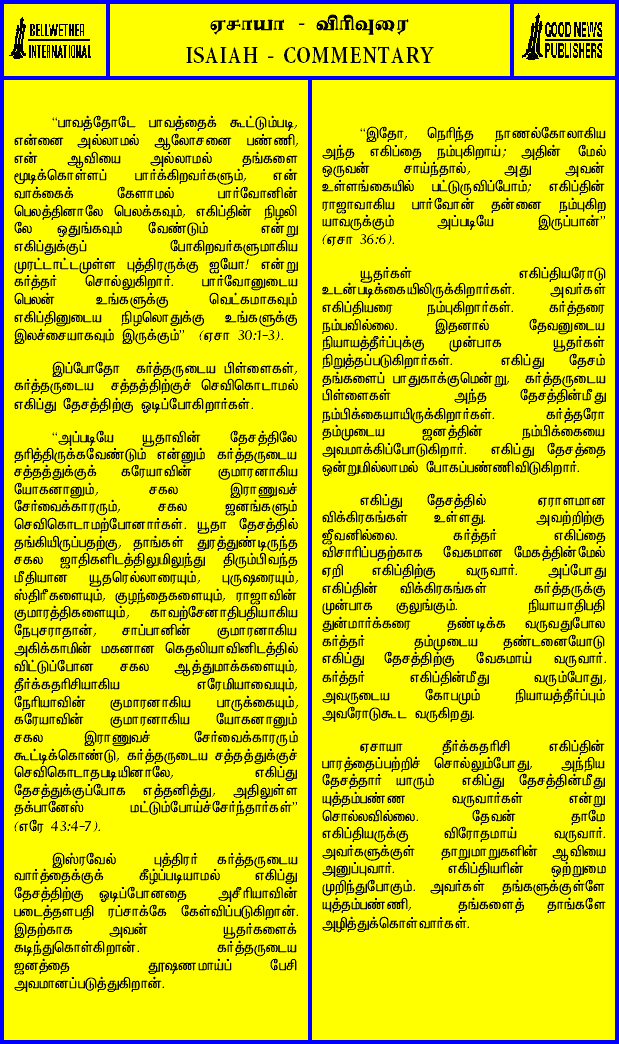 BELLWETHER
INTERNATIONAL
ஏசாயா - விரிவுரை
ISAIAH - COMMENTARY
GOOD NEWS
PUBLISHERS
“பாவத்தோடே பாவத்தைக் கூட்டும்படி,
என்னை அல்லாமல் ஆலோசனை பண்ணி,
என் ஆவியை அல்லாமல் தங்களை
மூடிக்கொள்ளப் பார்க்கிறவர்களும், என்
வாக்கைக் கேளாமல் பார்வோனின்
பெலத்தினாலே பெலக்கவும், எகிப்தின் நிழலி
லே ஒதுங்கவும் வேண்டும் என்று
எகிப்துக்குப் போகிறவர்களுமாகிய
முரட்டாட்டமுள்ள புத்திரருக்கு ஐயோ! என்று
கர்த்தர் சொல்லுகிறார். பார்வோனுடைய
பெலன் உங்களுக்கு வெட்கமாகவும்
எகிப்தினுடைய நிழலொதுக்கு உங்களுக்கு
இலச்சையாகவும் இருக்கும்” (ஏசா 30:1-3).
இப்போதோ கர்த்தருடைய பிள்ளைகள்,
கர்த்தருடைய சத்தத்திற்குச் செவிகொடாமல்
எகிப்து தேசத்திற்கு ஓடிப்போகிறார்கள்.
“அப்படியே யூதாவின் தேசத்திலே
தரித்திருக்கவேண்டும் என்னும் கர்த்தருடைய
சத்தத்துக்குக் கரேயாவின் குமாரனாகிய
யோகனானும், சகல இராணுவச்
சேர்வைக்காரரும், சகல ஜனங்களும்
செவிகொடாமற்போனார்கள். யூதா தேசத்தில்
தங்கியிருப்பதற்கு, தாங்கள் துரத்துண்டிருந்த
சகல ஜாதிகளிடத்திலுமிலுந்து திரும்பிவந்த
மீதியான யூதரெல்லாரையும், புருஷரையும்,
ஸ்திரீகளையும், குழந்தைகளையும், ராஜாவின்
குமாரத்திகளையும், காவற்சேனாதிபதியாகிய
நேபுசராதான், சாப்பானின் குமாரனாகிய
அகிக்காமின் மகனான கெதலியாவினிடத்தில்
விட்டுப்போன சகல ஆத்துமாக்களையும்,
தீர்க்கதரிசியாகிய எரேமியாவையும்,
நேரியாவின் குமாரனாகிய பாருக்கையும்,
கரேயாவின் குமாரனாகிய யோகனானும்
சகல இராணுவச் சேர்வைக்காரரும்
கூட்டிக்கொண்டு, கர்த்தருடைய சத்தத்துக்குச்
செவிகொடாதபடியினாலே, எகிப்து
தேசத்துக்குப்போக எத்தனித்து, அதிலுள்ள
தக்பானேஸ் மட்டும்போய்ச்சேர்ந்தார்கள்”
(எரே 43:4-7).
இஸ்ரவேல் புத்திரர் கர்த்தருடைய
வார்த்தைக்குக் கீழ்ப்படியாமல் எகிப்து
தேசத்திற்கு ஓடிப்போனதை அசீரியாவின்
படைத்தளபதி ரப்சாக்கே கேள்விப்படுகிறான்.
இதற்காக அவன் யூதர்களைக்
கடிந்துகொள்கிறான். கர்த்தருடைய
ஜனத்தை தூஷணமாய்ப் பேசி
அவமானப்படுத்துகிறான்.
“இதோ, நெரிந்த நாணல்கோலாகிய
அந்த எகிப்தை நம்புகிறாய்; அதின் மேல்
ஒருவன் சாய்ந்தால், அது அவன்
உள்ளங்கையில் பட்டுருவிப்போம்; எகிப்தின்
ராஜாவாகிய பார்வோன் தன்னை நம்புகிற
யாவருக்கும் அப்படியே இருப்பான்”
(ஏசா 36:6).
யூதர்கள் எகிப்தியரோடு
உடன்படிக்கையிலிருக்கிறார்கள். அவர்கள்
எகிப்தியரை நம்புகிறார்கள். கர்த்தரை
நம்பவில்லை. இதனால் தேவனுடைய
நியாயத்தீர்ப்புக்கு முன்பாக யூதர்கள்
நிறுத்தப்படுகிறார்கள். எகிப்து தேசம்
தங்களைப் பாதுகாக்குமென்று, கர்த்தருடைய
பிள்ளைகள் அந்த தேசத்தின்மீது
நம்பிக்கையாயிருக்கிறார்கள். கர்த்தரோ
தம்முடைய ஜனத்தின் நம்பிக்கையை
அவமாக்கிப்போடுகிறார். எகிப்து தேசத்தை
ஒன்றுமில்லாமல் போகப்பண்ணிவிடுகிறார்.
எகிப்து தேசத்தில் ஏராளமான
விக்கிரகங்கள் உள்ளது. அவற்றிற்கு
ஜீவனில்லை. கர்த்தர் எகிப்தை
விசாரிப்பதற்காக வேகமான மேகத்தின்மேல்
ஏறி எகிப்திற்கு வருவார். அப்போது
எகிப்தின் விக்கிரகங்கள் கர்த்தருக்கு
முன்பாக குலுங்கும். நியாயாதிபதி
துன்மார்க்கரை தண்டிக்க வருவதுபோல
கர்த்தர் தம்முடைய தண்டனையோடு
எகிப்து தேசத்திற்கு வேகமாய் வருவார்.
கர்த்தர் எகிப்தின்மீது வரும்போது,
அவருடைய கோபமும் நியாயத்தீர்ப்பும்
அவரோடுகூட வருகிறது.
ஏசாயா தீர்க்கதரிசி எகிப்தின்
பாரத்தைப்பற்றிச் சொல்லும்போது, அந்நிய
தேசத்தார் யாரும் எகிப்து தேசத்தின்மீது
யுத்தம்பண்ண வருவார்கள் என்று
சொல்லவில்லை. தேவன் தாமே
எகிப்தியருக்கு விரோதமாய் வருவார்.
அவர்களுக்குள் தாறுமாறுகளின் ஆவியை
அனுப்புவார். எகிப்தியரின் ஒற்றுமை
முறிந்துபோகும். அவர்கள் தங்களுக்குள்ளே
யுத்தம்பண்ணி, தங்களைத் தாங்களே
அழித்துக்கொள்வார்கள்.